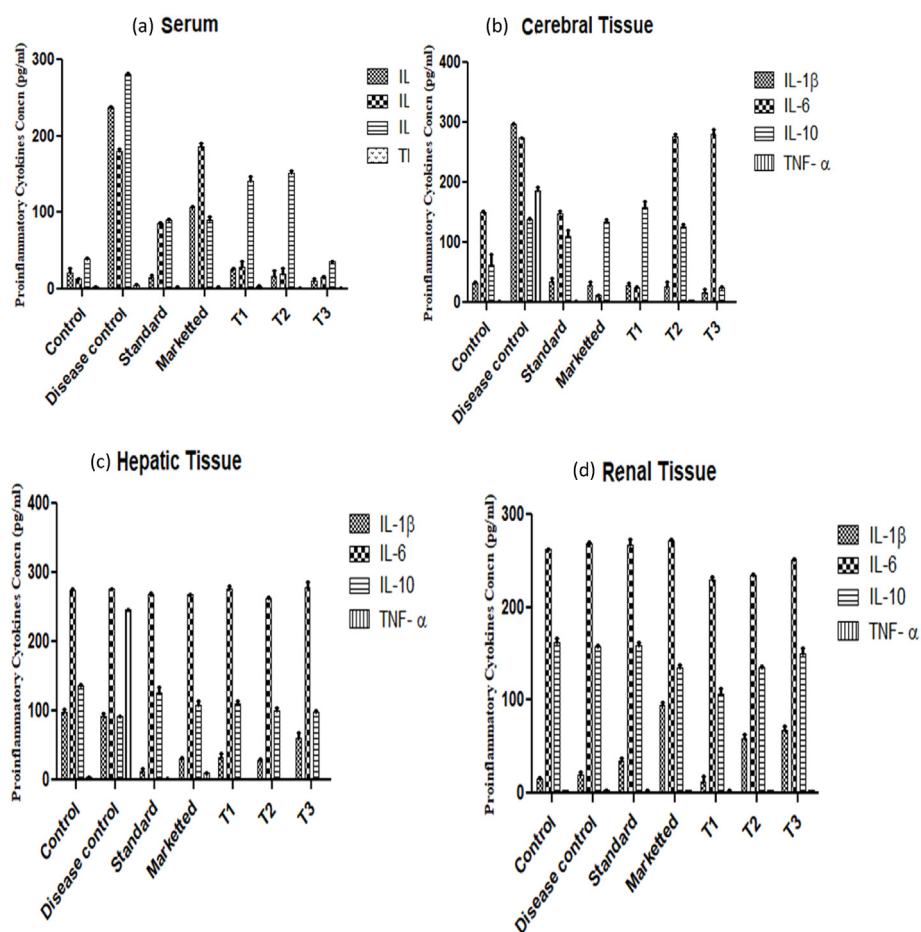 (a) Serum
Proinflammatory Cytokines Concn (pg/ml)
300
200
100
0
IL
IL
IL
TI
Control
Disease control
Standard
Marketted
T1
T2
T3
(b) Cerebral Tissue
Proinflammatory Cytokines Concn (pg/ml)
400
300
200
100
0
IL-1β
IL-6
IL-10
TNF- α
Control
Disease control
Standard
Marketted
T1
T2
T3
(c) Hepatic Tissue
Proinflammatory Cytokines Concn (pg/ml)
400
300
200
100
0
IL-1β
IL-6
IL-10
TNF- α
Control
Disease control
Standard
Marketted
T1
T2
T3
(d) Renal Tissue
Proinflammatory Cytokines Concn (pg/ml)
300
200
100
0
IL-1β
IL-6
IL-10
TNF- α
Control
Disease control
Standard
Marketted
T1
T2
T3